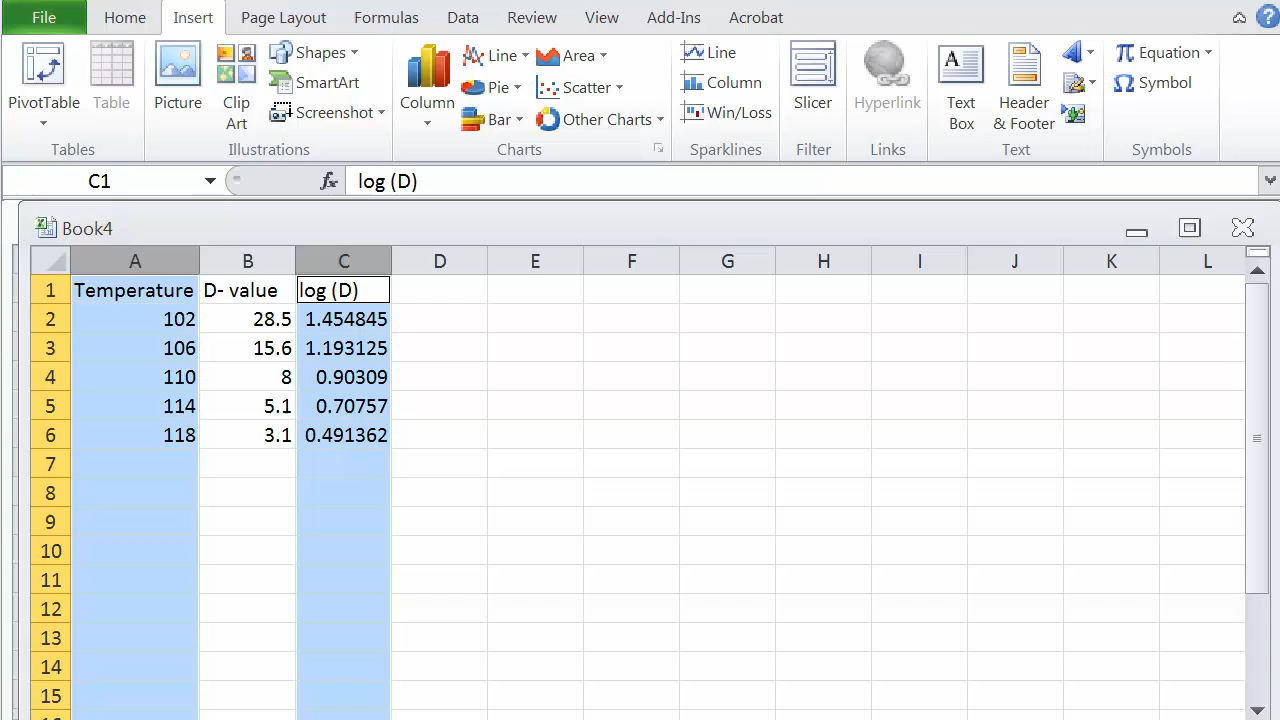 File Home Insert Page Layout Formulas Data Review View Add-Ins Acrobat
PivotTable Table Picture Clip Art Shapes SmartArt Screenshot Column Line Pie Bar Area Scatter Other Charts Line Column Win/Loss Slicer Hyperlink Text Box Header & Footer Equation Symbol
Tables Illustrations Charts Sparklines Filter Links Text Symbols
C1 fx log (D)
Book4
A B C D E F G H I J K L
1 Temperature D- value log (D)
2 102 28.5 1.454845
3 106 15.6 1.193125
4 110 8 0.90309
5 114 5.1 0.70757
6 118 3.1 0.491362
7
8
9
10
11
12
13
14
15